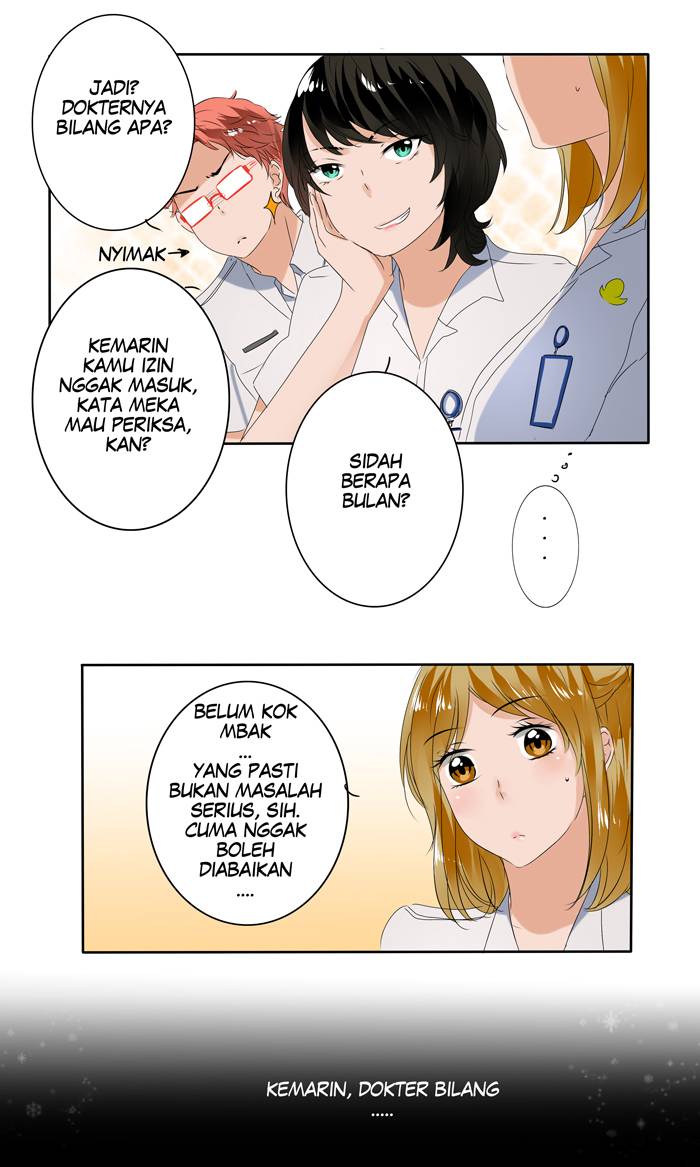 JADI?
DOKTERNYA
BILANG APA?
NYIMAK→
KEMARIN
KAMU IZIN
NGGAK MASUK,
KATA MEKA
MAU PERIKSA,
KAN?
SIDAH
BERAPA
BULAN?
...
BELUM KOK
MBAK
...
YANG PASTI
BUKAN MASALAH
SERIUS, SIH.
CUMA NGGAK
BOLEH
DIABAIKAN
....
KEMARIN, DOKTER BILANG
.....